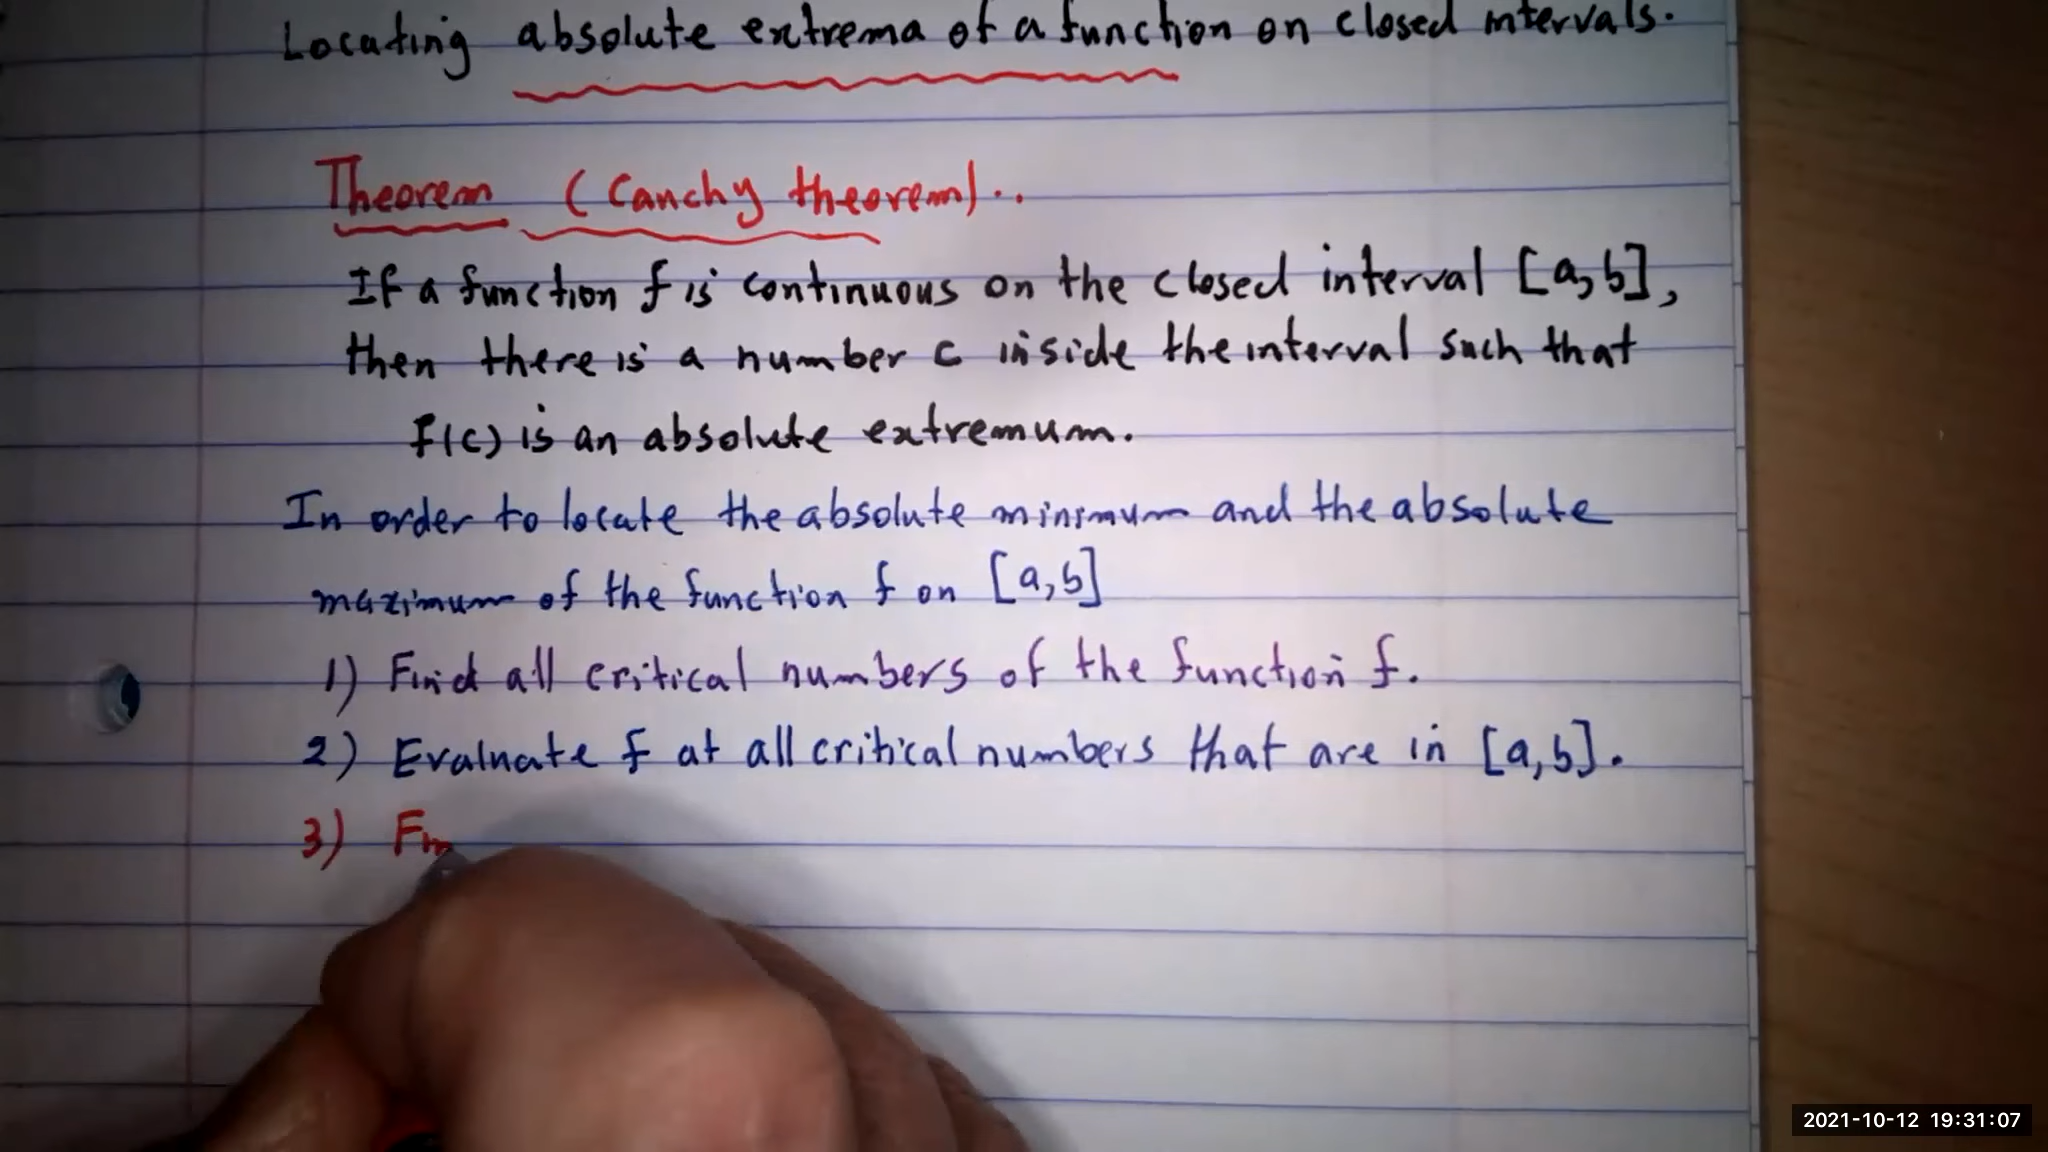 Locating absolute extrema of a function on closed intervals.
Theorem (Cauchy theorem)..
If a function f is continuous on the closed interval [a,b],
then there is a number c inside the interval such that
f(c) is an absolute extremum.
In order to locate the absolute minimum and the absolute
maximum of the function f on [a,b]
1) Find all critical numbers of the function f.
2) Evaluate f at all critical numbers that are in [a,b].
3) Fin
2021-10-12 19:31:07